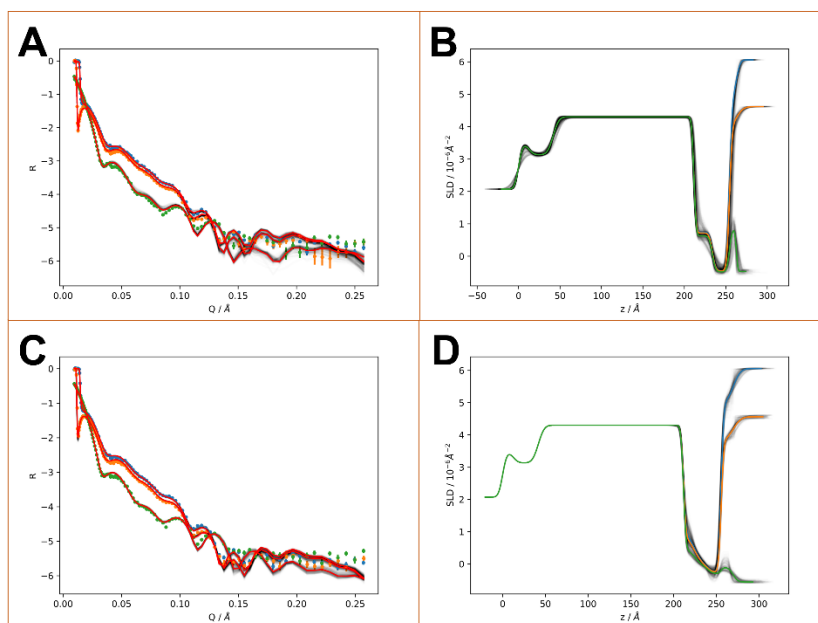 A
0
−1
−2
−3
−4
−5
−6
R
0.00 0.05 0.10 0.15 0.20 0.25
Q / Å
B
6
5
4
3
2
1
0
SLD / 10⁻⁶Å⁻²
−50 0 50 100 150 200 250 300
z / Å
C
0
−1
−2
−3
−4
−5
−6
R
0.00 0.05 0.10 0.15 0.20 0.25
Q / Å
D
6
5
4
3
2
1
0
SLD / 10⁻⁶Å⁻²
0 50 100 150 200 250 300
z / Å